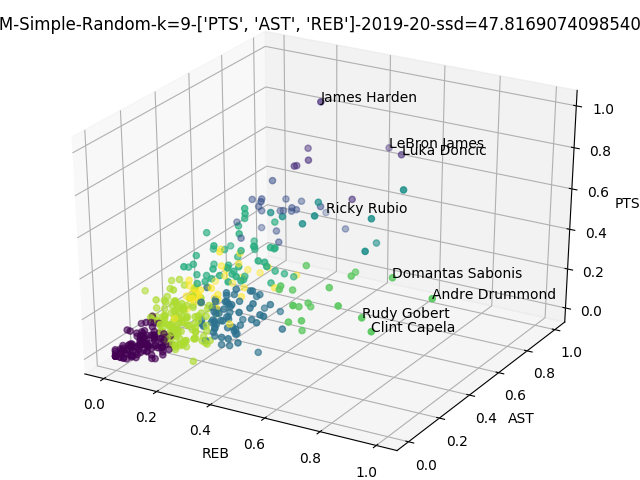 M-Simple-Random-k=9-['PTS', 'AST', 'REB']-2019-20-ssd=47.8169074098540
James Harden
LeBron James
Luka Doncic
Ricky Rubio
Domantas Sabonis
Andre Drummond
Rudy Gobert
Clint Capela
1.0
0.8
0.6
0.4
0.2
0.0
PTS
0.0
0.2
0.4
0.6
0.8
1.0
REB
0.0
0.2
0.4
0.6
0.8
1.0
AST